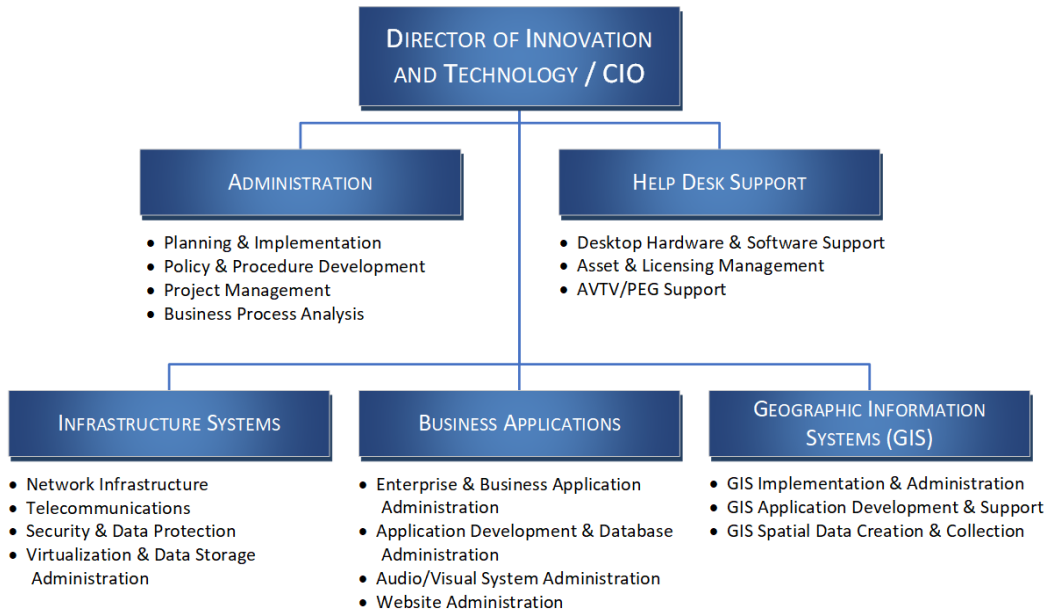 DIRECTOR OF INNOVATION
AND TECHNOLOGY / CIO
ADMINISTRATION
• Planning & Implementation
• Policy & Procedure Development
• Project Management
• Business Process Analysis
HELP DESK SUPPORT
• Desktop Hardware & Software Support
• Asset & Licensing Management
• AVTV/PEG Support
INFRASTRUCTURE SYSTEMS
• Network Infrastructure
• Telecommunications
• Security & Data Protection
• Virtualization & Data Storage
Administration
BUSINESS APPLICATIONS
• Enterprise & Business Application
Administration
• Application Development & Database
Administration
• Audio/Visual System Administration
• Website Administration
GEOGRAPHIC INFORMATION
SYSTEMS (GIS)
• GIS Implementation & Administration
• GIS Application Development & Support
• GIS Spatial Data Creation & Collection